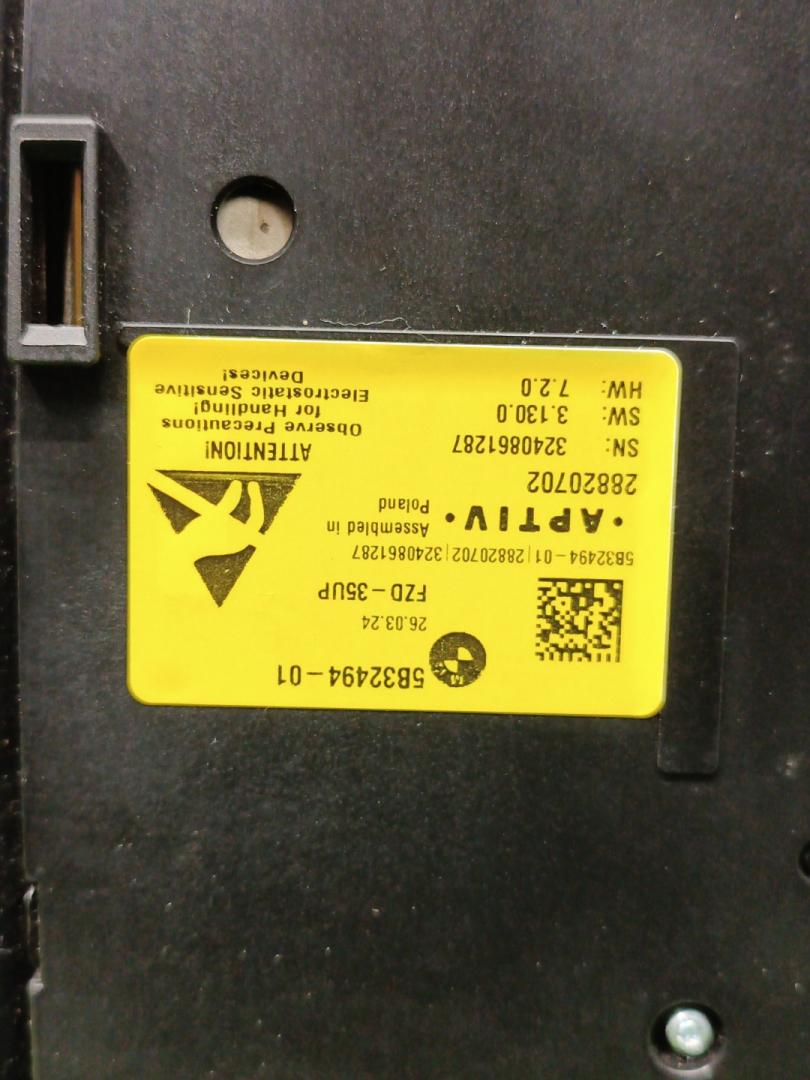 5B32494-01
26.03.24
FZD-35UP
5B32494-01|28820702|3240861287
• APTIV •
Assembled in
Poland
28820702
SN: 3240861287
SW: 3.130.0
HW: 7.2.0
ATTENTION!
Observe Precautions
for Handling!
Electrostatic Sensitive
Devices!